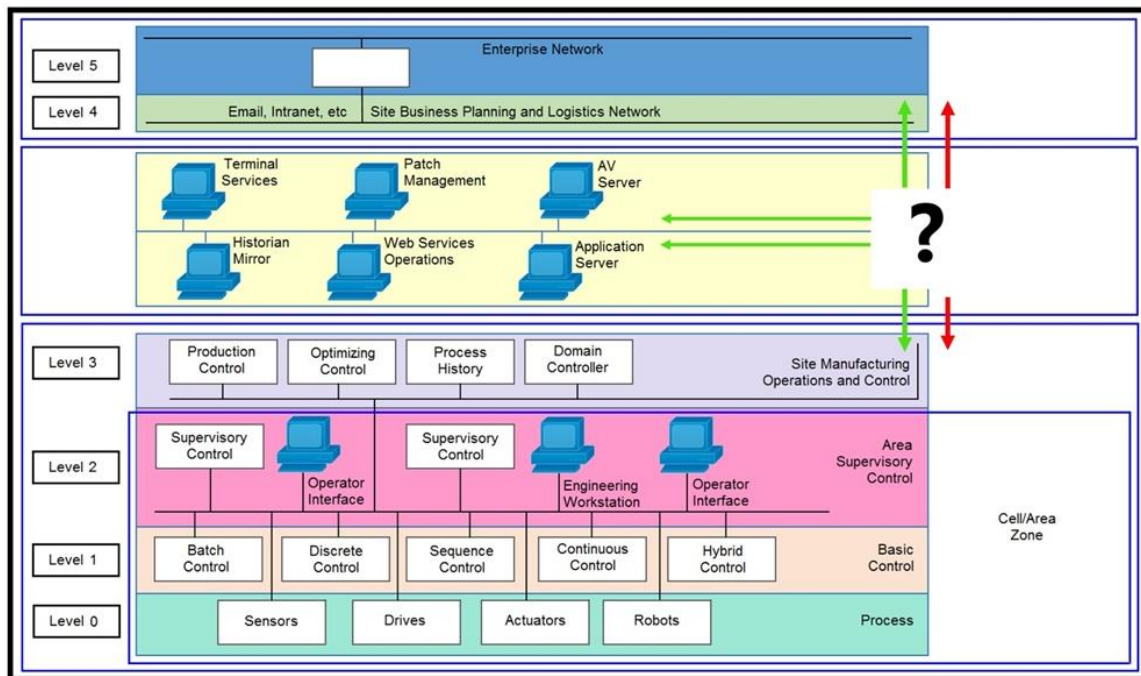 Enterprise Network
Level 5
Level 4
Email, Intranet, etc
Site Business Planning and Logistics Network
Terminal
Services
Patch
Management
AV
Server
?
Historian
Mirror
Web Services
Operations
Application
Server
Level 3
Production
Control
Optimizing
Control
Process
History
Domain
Controller
Site Manufacturing
Operations and Control
Level 2
Supervisory
Control
Operator
Interface
Supervisory
Control
Engineering
Workstation
Operator
Interface
Area
Supervisory
Control
Cell/Area
Zone
Level 1
Batch
Control
Discrete
Control
Sequence
Control
Continuous
Control
Hybrid
Control
Basic
Control
Level 0
Sensors
Drives
Actuators
Robots
Process